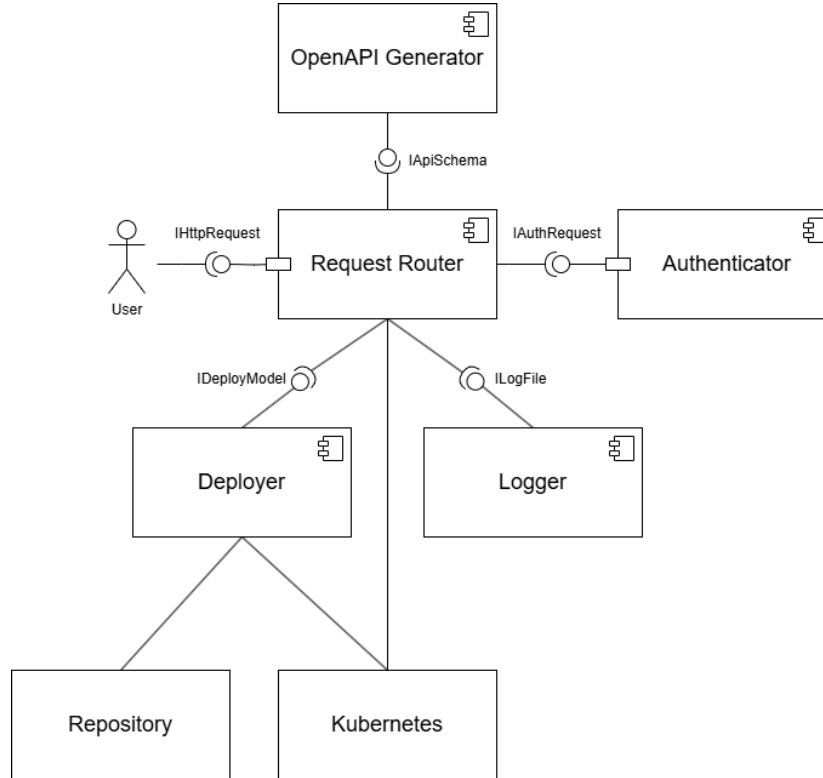 OpenAPI Generator
IApiSchema
IHttpRequest
Request Router
IAuthRequest
Authenticator
User
IDeployModel
ILogFile
Deployer
Logger
Repository
Kubernetes